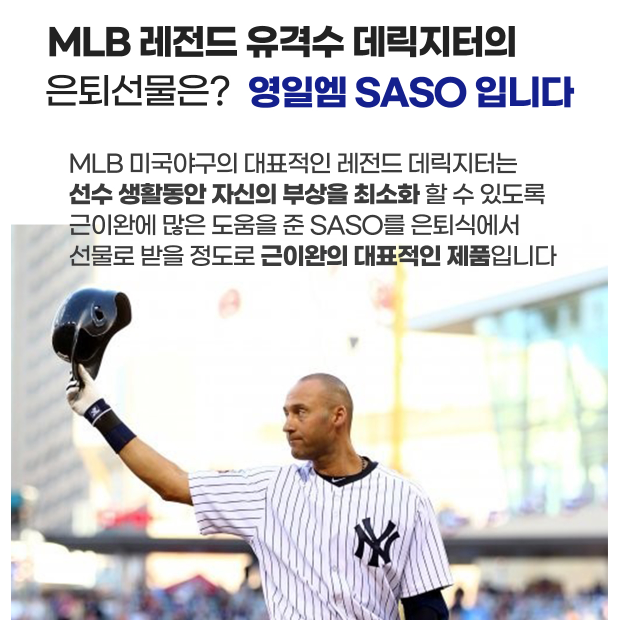 MLB 레전드 유격수 데릭지터의
은퇴선물은? 영일엠 SASO 입니다
MLB 미국야구의 대표적인 레전드 데릭지터는
선수 생활동안 자신의 부상을 최소화 할 수 있도록
근이완에 많은 도움을 준 SASO를 은퇴식에서
선물로 받을 정도로 근이완의 대표적인 제품입니다
NY